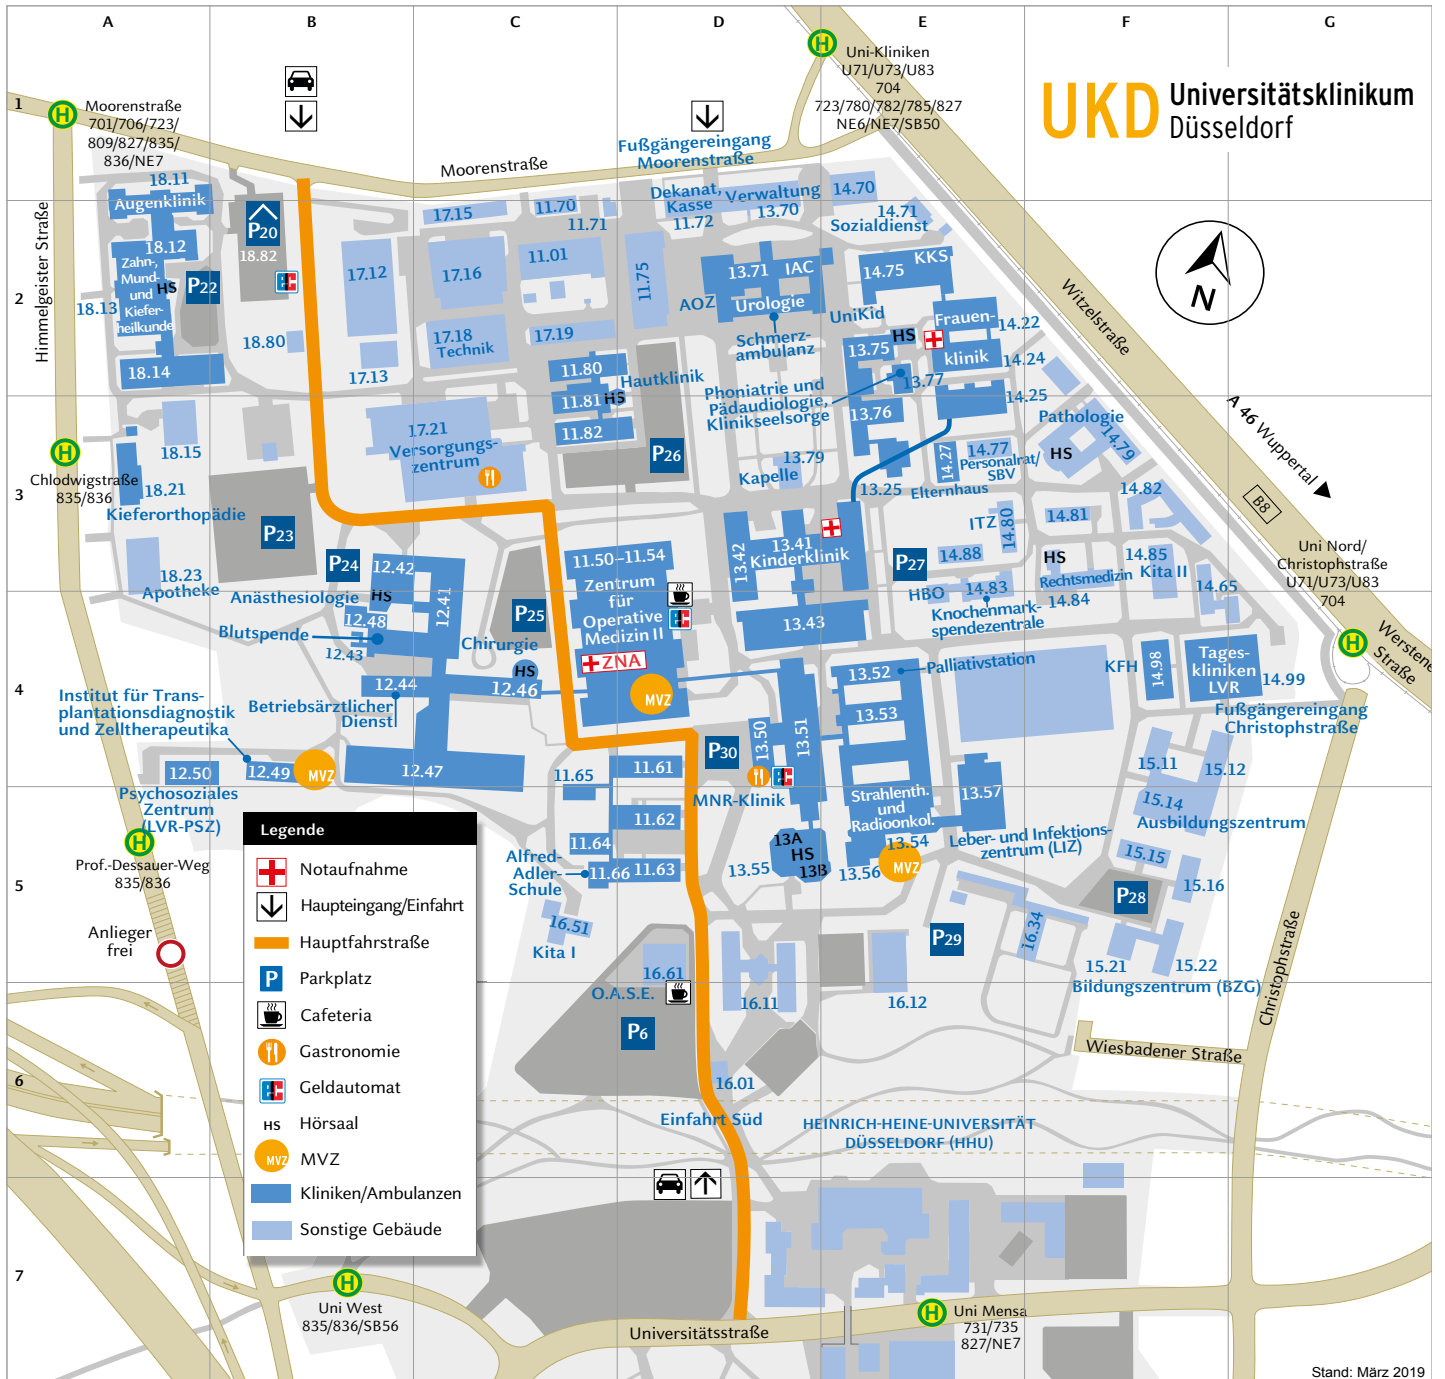 A
B
C
D
E
F
G
1
2
3
4
5
6
7
UKD Universitätsklinikum
Düsseldorf
H
Moorenstraße
701/706/723/
809/827/835/
836/NE7
H
Uni-Kliniken
U71/U73/U83
704
723/780/782/785/827
NE6/NE7/SB50
Moorenstraße
Fußgängereingang
Moorenstraße
Himmelgeister Straße
Witzelstraße
N
18.11
Augenklinik
18.12
Zahn-
Mund-
und
Kiefer-
heilkunde
HS
P22
18.13
18.14
P20
18.82
18.80
17.12
17.13
17.15
17.16
17.18
Technik
17.19
11.70
11.71
11.01
11.75
Dekanat,
Kasse
11.72
Verwaltung
13.70
14.70
14.71
Sozialdienst
13.71
IAC
Urologie
AOZ
Schmerz-
ambulanz
KKS
14.75
UniKid
HS
Frauen-
klinik
14.22
14.24
14.25
13.75
13.77
13.76
Phoniatrie und
Pädaudiologie,
Klinikseelsorge
11.80
11.81
HS
11.82
Hautklinik
P26
13.79
Kapelle
17.21
Versorgungs-
zentrum
H
Chlodwigstraße
835/836
18.15
18.21
Kieferorthopädie
18.23
Apotheke
P23
P24
14.27
14.77
Personalrat/
SBV
Elternhaus
13.25
Pathologie
HS
14.79
14.82
14.81
14.80
ITZ
14.88
HS
Rechtsmedizin
14.84
14.85
Kita II
14.65
HBO
14.83
Knochenmark-
spendezentrale
P27
A 46 Wuppertal
B8
Uni Nord/
Christophstraße
U71/U73/U83
704
H
Werstener
Straße
13.42
13.41
Kinderklinik
13.43
11.50–11.54
Zentrum
für
Operative
Medizin II
ZNA
MVZ
P25
Chirurgie
HS
12.46
12.42
12.41
Anästhesiologie
HS
12.48
Blutspende
12.43
12.44
Betriebsärztlicher
Dienst
12.47
Institut für Trans-
plantationsdiagnostik
und Zelltherapeutika
12.49
MVZ
12.50
Psychosoziales
Zentrum
(LVR-PSZ)
H
Prof.-Dessauer-Weg
835/836
Anlieger
frei
13.52
Palliativstation
13.53
13.51
13.50
P30
MNR-Klinik
KFH
14.98
Tages-
kliniken
LVR
14.99
Fußgängereingang
Christophstraße
11.61
11.65
11.62
11.64
11.63
11.66
Alfred-
Adler-
Schule
Strahlenth.
und
Radioonkol.
13.54
13.57
13A
HS
13B
13.55
13.56
MVZ
Leber- und Infektions-
zentrum (LIZ)
15.11
15.12
15.14
Ausbildungszentrum
15.15
15.16
P28
15.21
15.22
Bildungszentrum (BZG)
16.34
P29
16.51
Kita I
16.61
O.A.S.E.
P6
16.11
16.12
16.01
Einfahrt Süd
Christophstraße
Wiesbadener Straße
HEINRICH-HEINE-UNIVERSITÄT
DÜSSELDORF (HHU)
Legende
Notaufnahme
Haupteingang/Einfahrt
Hauptfahrstraße
P Parkplatz
Cafeteria
Gastronomie
Geldautomat
HS Hörsaal
MVZ MVZ
Kliniken/Ambulanzen
Sonstige Gebäude
H
Uni West
835/836/SB56
Universitätsstraße
H
Uni Mensa
731/735
827/NE7
Stand: März 2019